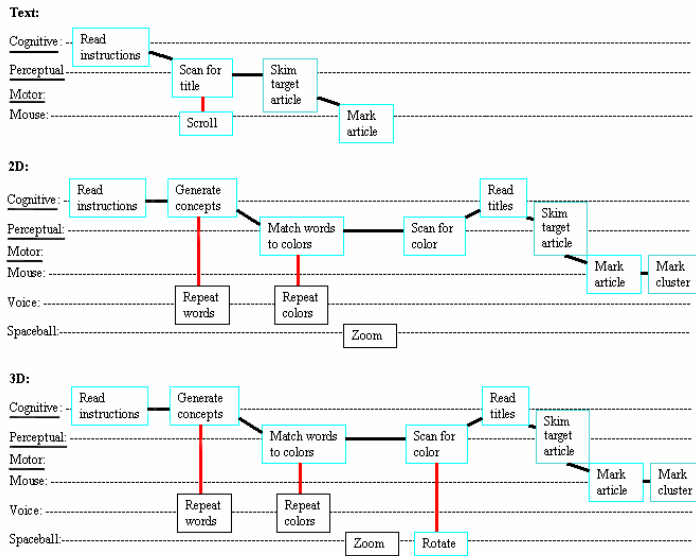 Text:
Cognitive:
Read
instructions
Perceptual
Scan for
title
Skim
target
article
Motor:
Mouse:
Scroll
Mark
article
2D:
Cognitive:
Read
instructions
Generate
concepts
Read
titles
Perceptual:
Match words
to colors
Scan for
color
Skim
target
article
Motor:
Mouse:
Mark
article
Mark
cluster
Voice:
Repeat
words
Repeat
colors
Spaceball:
Zoom
3D:
Cognitive:
Read
instructions
Generate
concepts
Read
titles
Perceptual:
Match words
to colors
Scan for
color
Skim
target
article
Motor:
Mouse:
Mark
article
Mark
cluster
Voice:
Repeat
words
Repeat
colors
Spaceball:
Zoom
Rotate